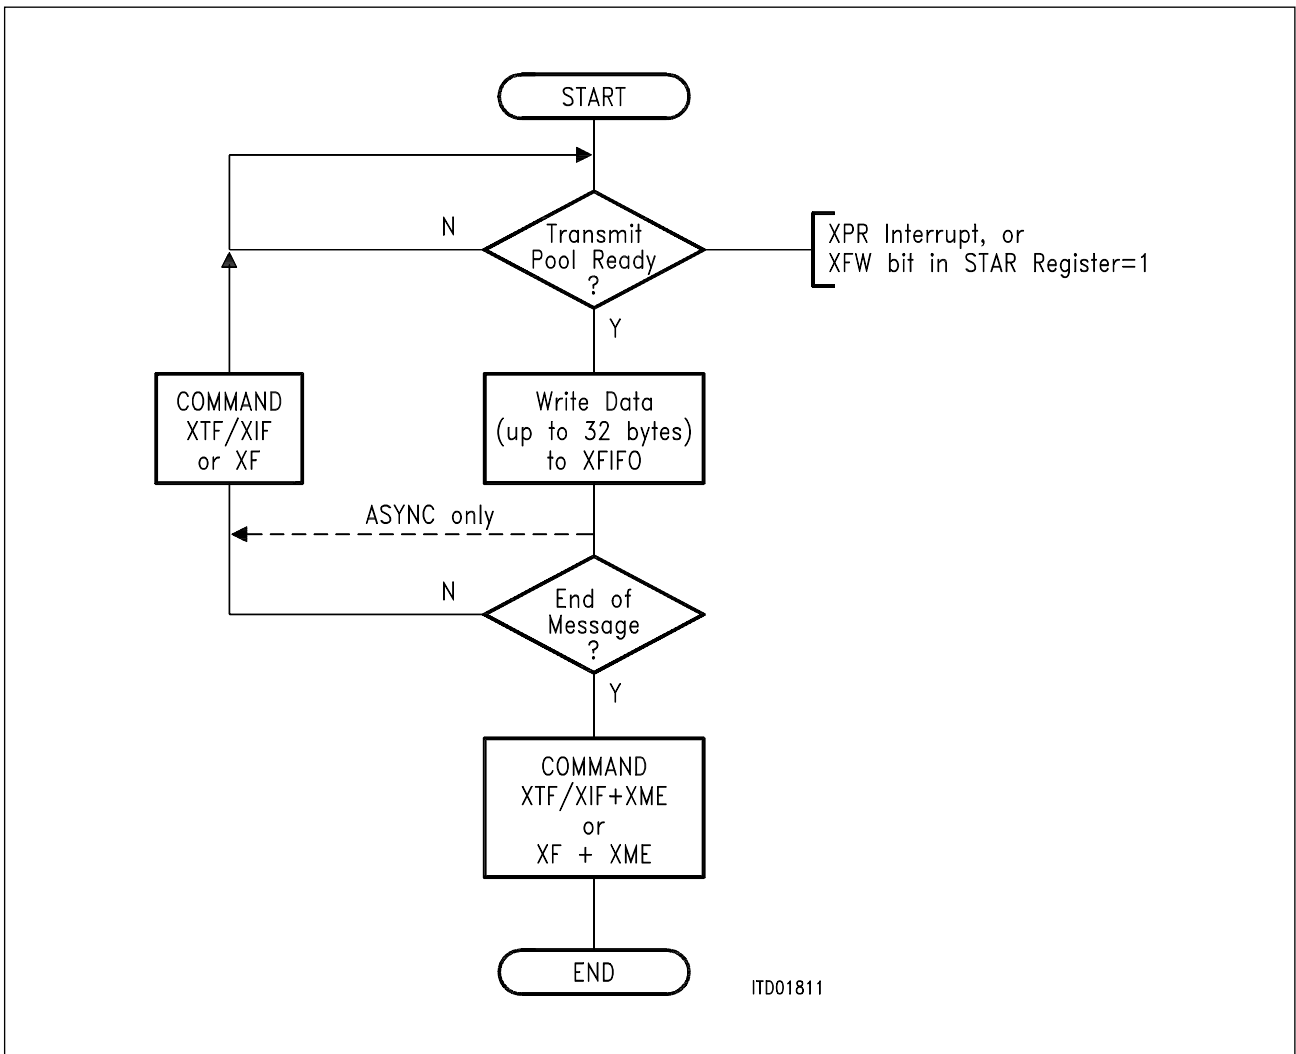 START
N
Transmit
Pool Ready
?
XPR Interrupt, or
XFW bit in STAR Register=1
Y
COMMAND
XTF/XIF
or XF
Write Data
(up to 32 bytes)
to XFIFO
ASYNC only
N
End of
Message
?
Y
COMMAND
XTF/XIF+XME
or
XF + XME
END
ITD01811